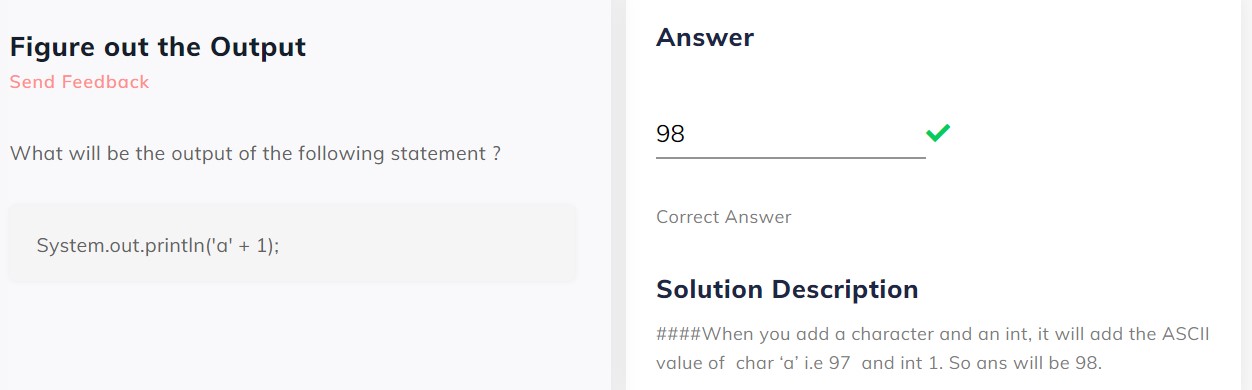 Figure out the Output
Send Feedback
What will be the output of the following statement ?
System.out.println('a' + 1);
Answer
98
Correct Answer
Solution Description
####When you add a character and an int, it will add the ASCII
value of  char ‘a’ i.e 97  and int 1. So ans will be 98.